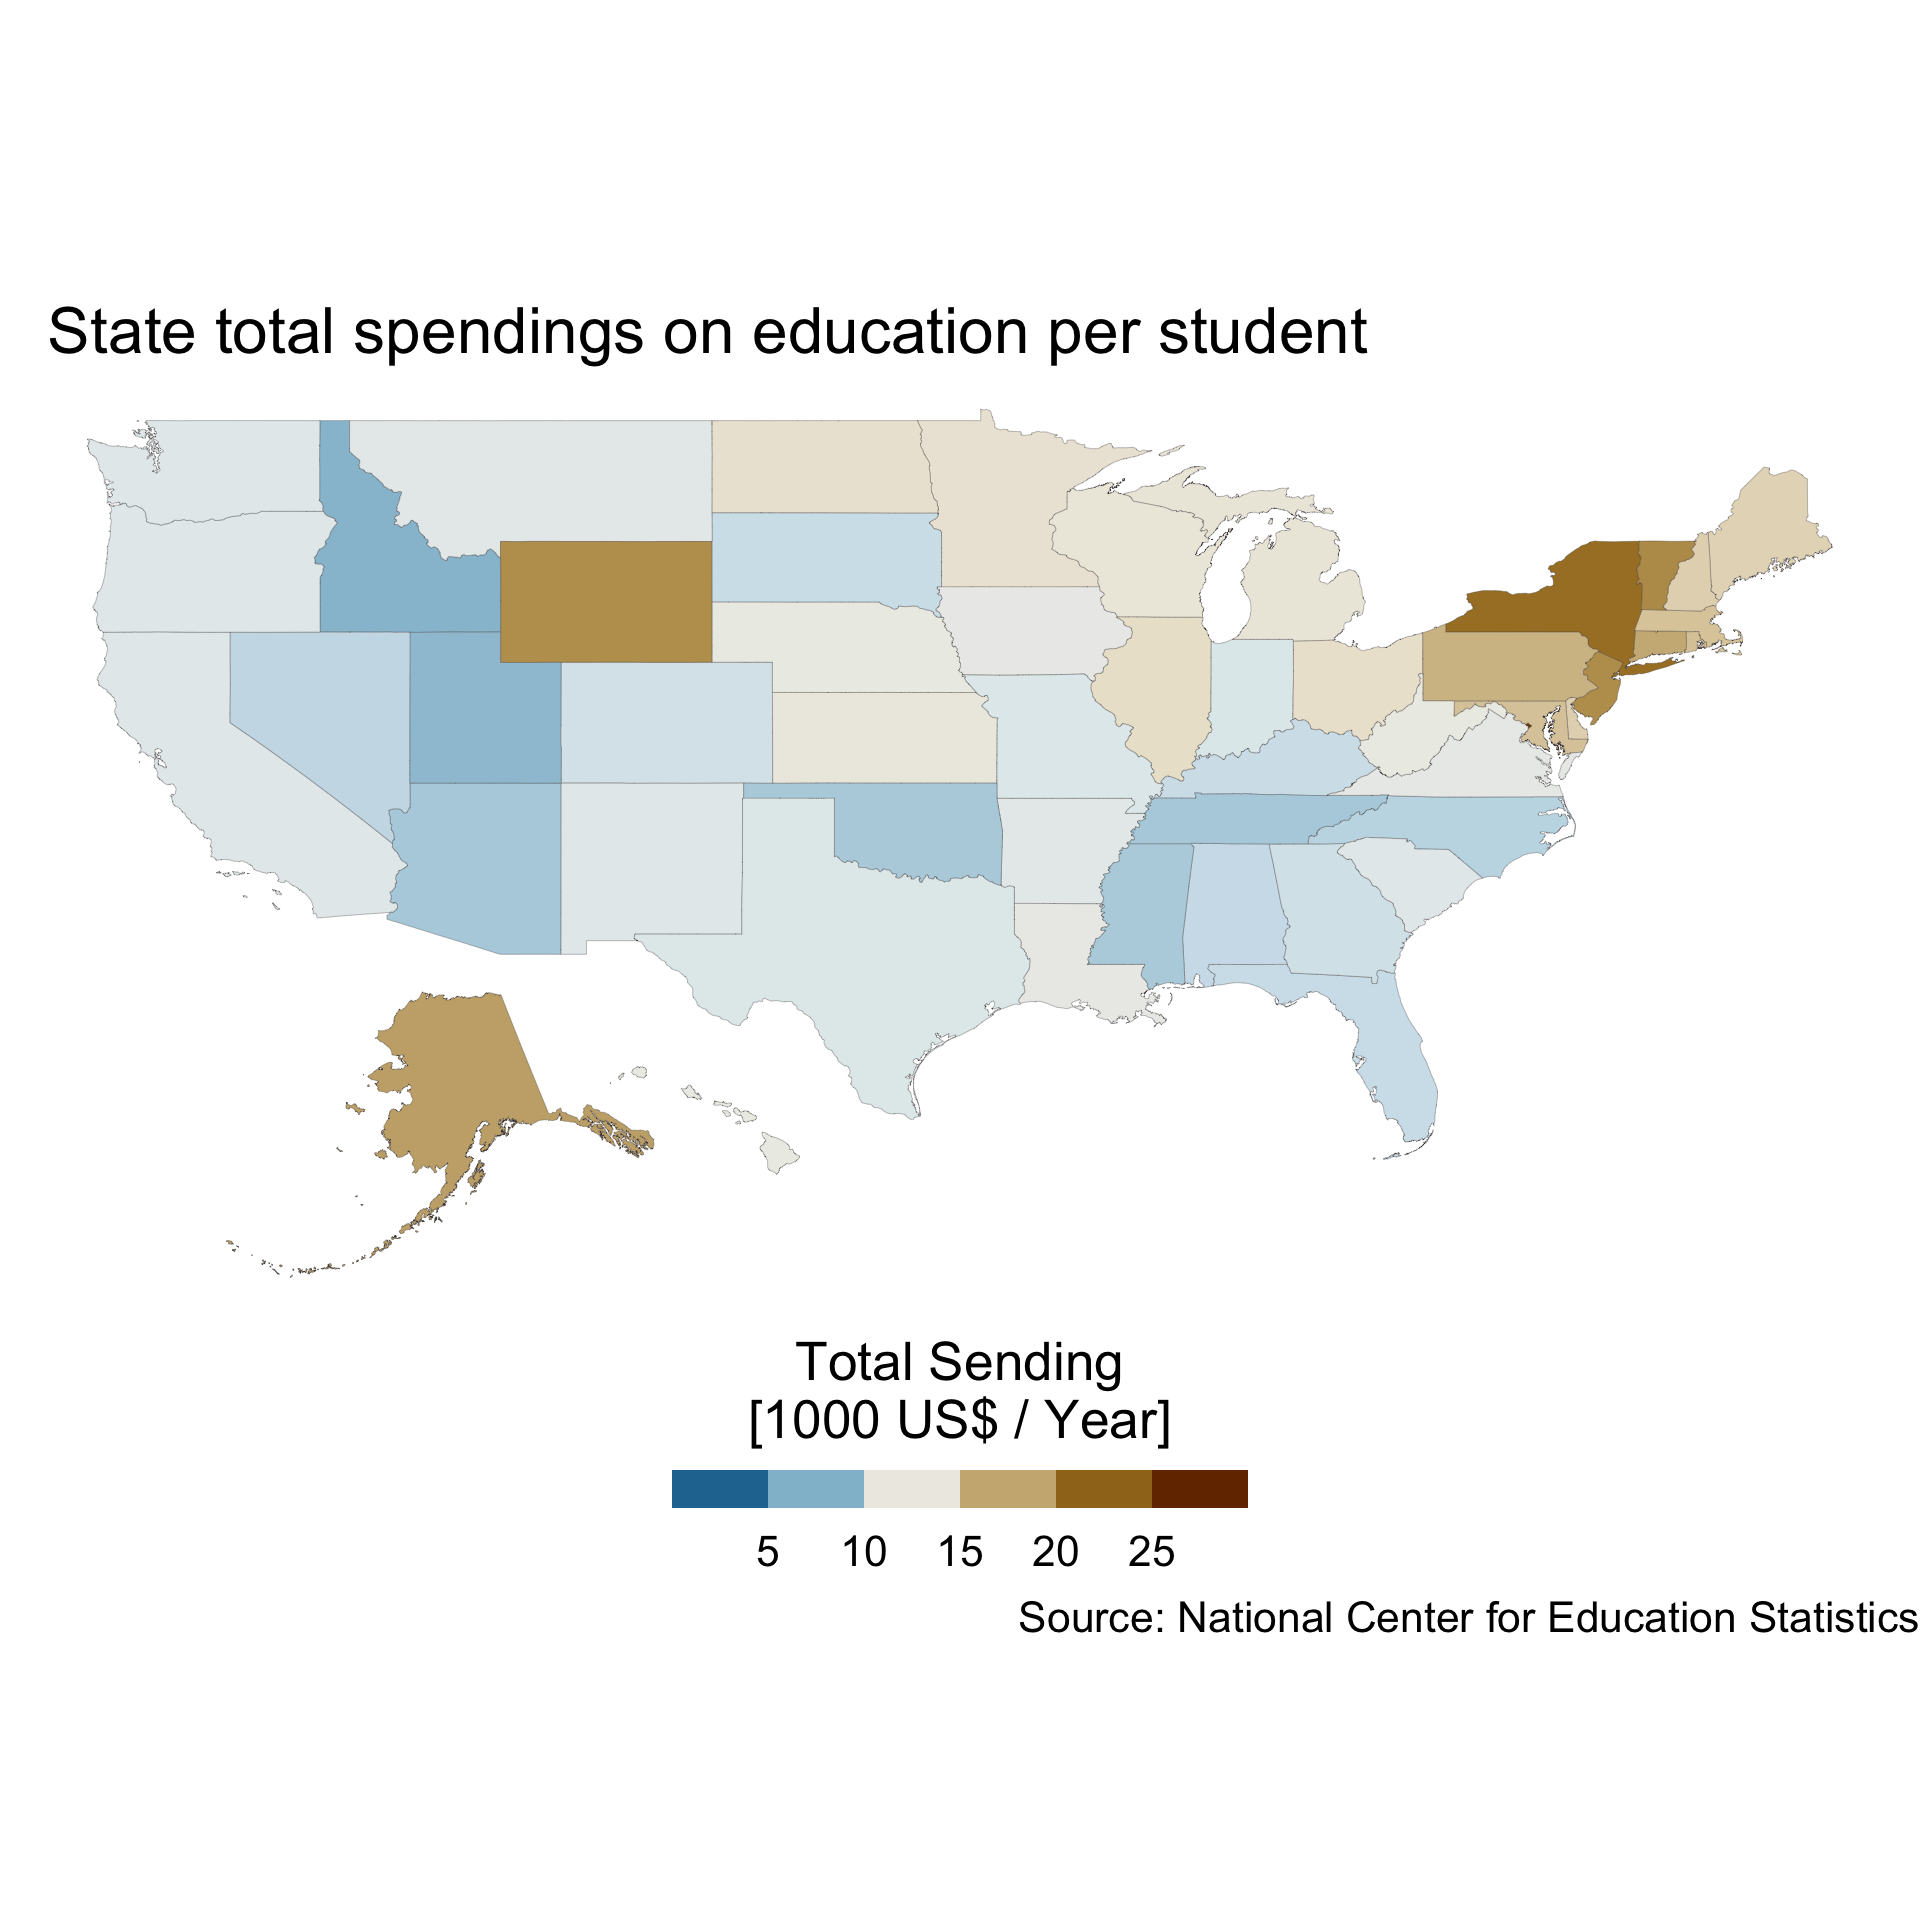 State total spendings on education per student
Total Sending
[1000 US$ / Year]
5 10 15 20 25
Source: National Center for Education Statistics